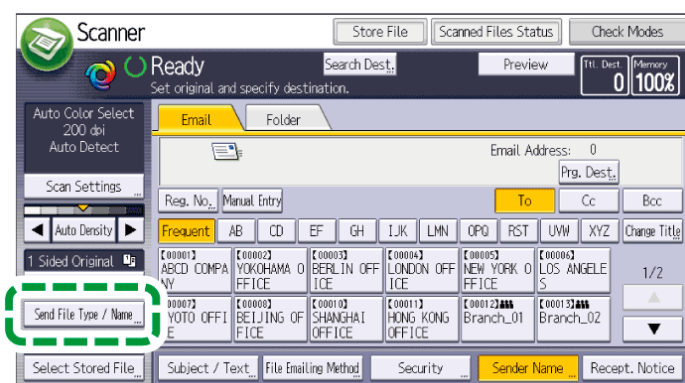 Scanner
Store File
Scanned Files Status
Check Modes
Ready
Search Dest.
Preview
Ttl. Dest.
0
Memory
100%
Set original and specify destination.
Auto Color Select
200 dpi
Auto Detect
Email
Folder
Email Address: 0
Prg. Dest.
Scan Settings
Reg. No.
Manual Entry
To
Cc
Bcc
Auto Density
Frequent
AB
CD
EF
GH
IJK
LMN
OPQ
RST
UVW
XYZ
Change Title
1 Sided Original
[00001]
ABCD COMPA
NY
[00002]
YOKOHAMA O
FFICE
[00003]
BERLIN OFF
ICE
[00004]
LONDON OFF
ICE
[00005]
NEW YORK O
FFICE
[00006]
LOS ANGELE
S
1/2
Send File Type / Name
00007]
YOTO OFFI
E
[00008]
BEIJING OF
FICE
[00010]
SHANGHAI
OFFICE
[00011]
HONG KONG
OFFICE
[00012]
Branch_01
[00013]
Branch_02
Select Stored File
Subject / Text
File Emailing Method
Security
Sender Name
Recept. Notice